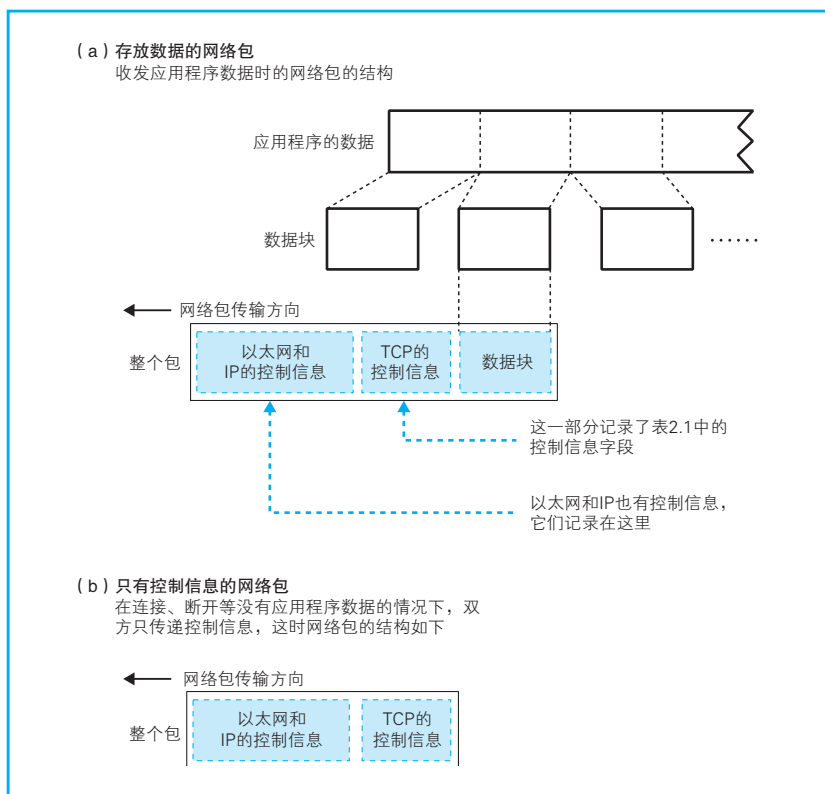 （a）存放数据的网络包
收发应用程序数据时的网络包的结构
应用程序的数据
数据块
······
网络包传输方向
整个包
以太网和
IP的控制信息
TCP的
控制信息
数据块
这一部分记录了表2.1中的
控制信息字段
以太网和IP也有控制信息，
它们记录在这里
（b）只有控制信息的网络包
在连接、断开等没有应用程序数据的情况下，双
方只传递控制信息，这时网络包的结构如下
网络包传输方向
整个包
以太网和
IP的控制信息
TCP的
控制信息